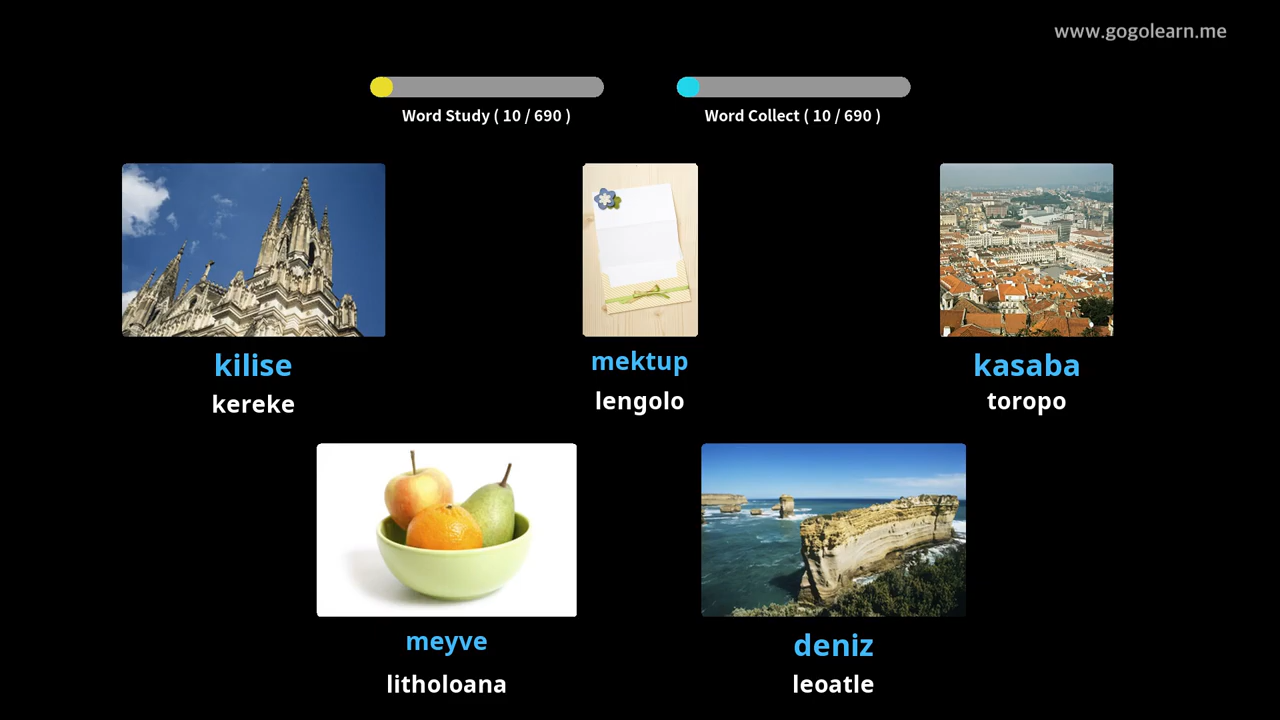 www.gogolearn.me
Word Study ( 10 / 690 )
Word Collect ( 10 / 690 )
kilise
kereke
mektup
lengolo
kasaba
toropo
meyve
litholoana
deniz
leoatle